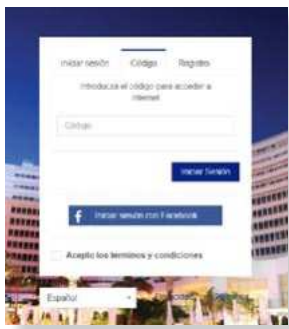 Iniciar sesión Código Registro
Introduzca el código para acceder a
internet
Código
Iniciar Sesión
f Iniciar sesión con Facebook
Acepto los términos y condiciones
Español